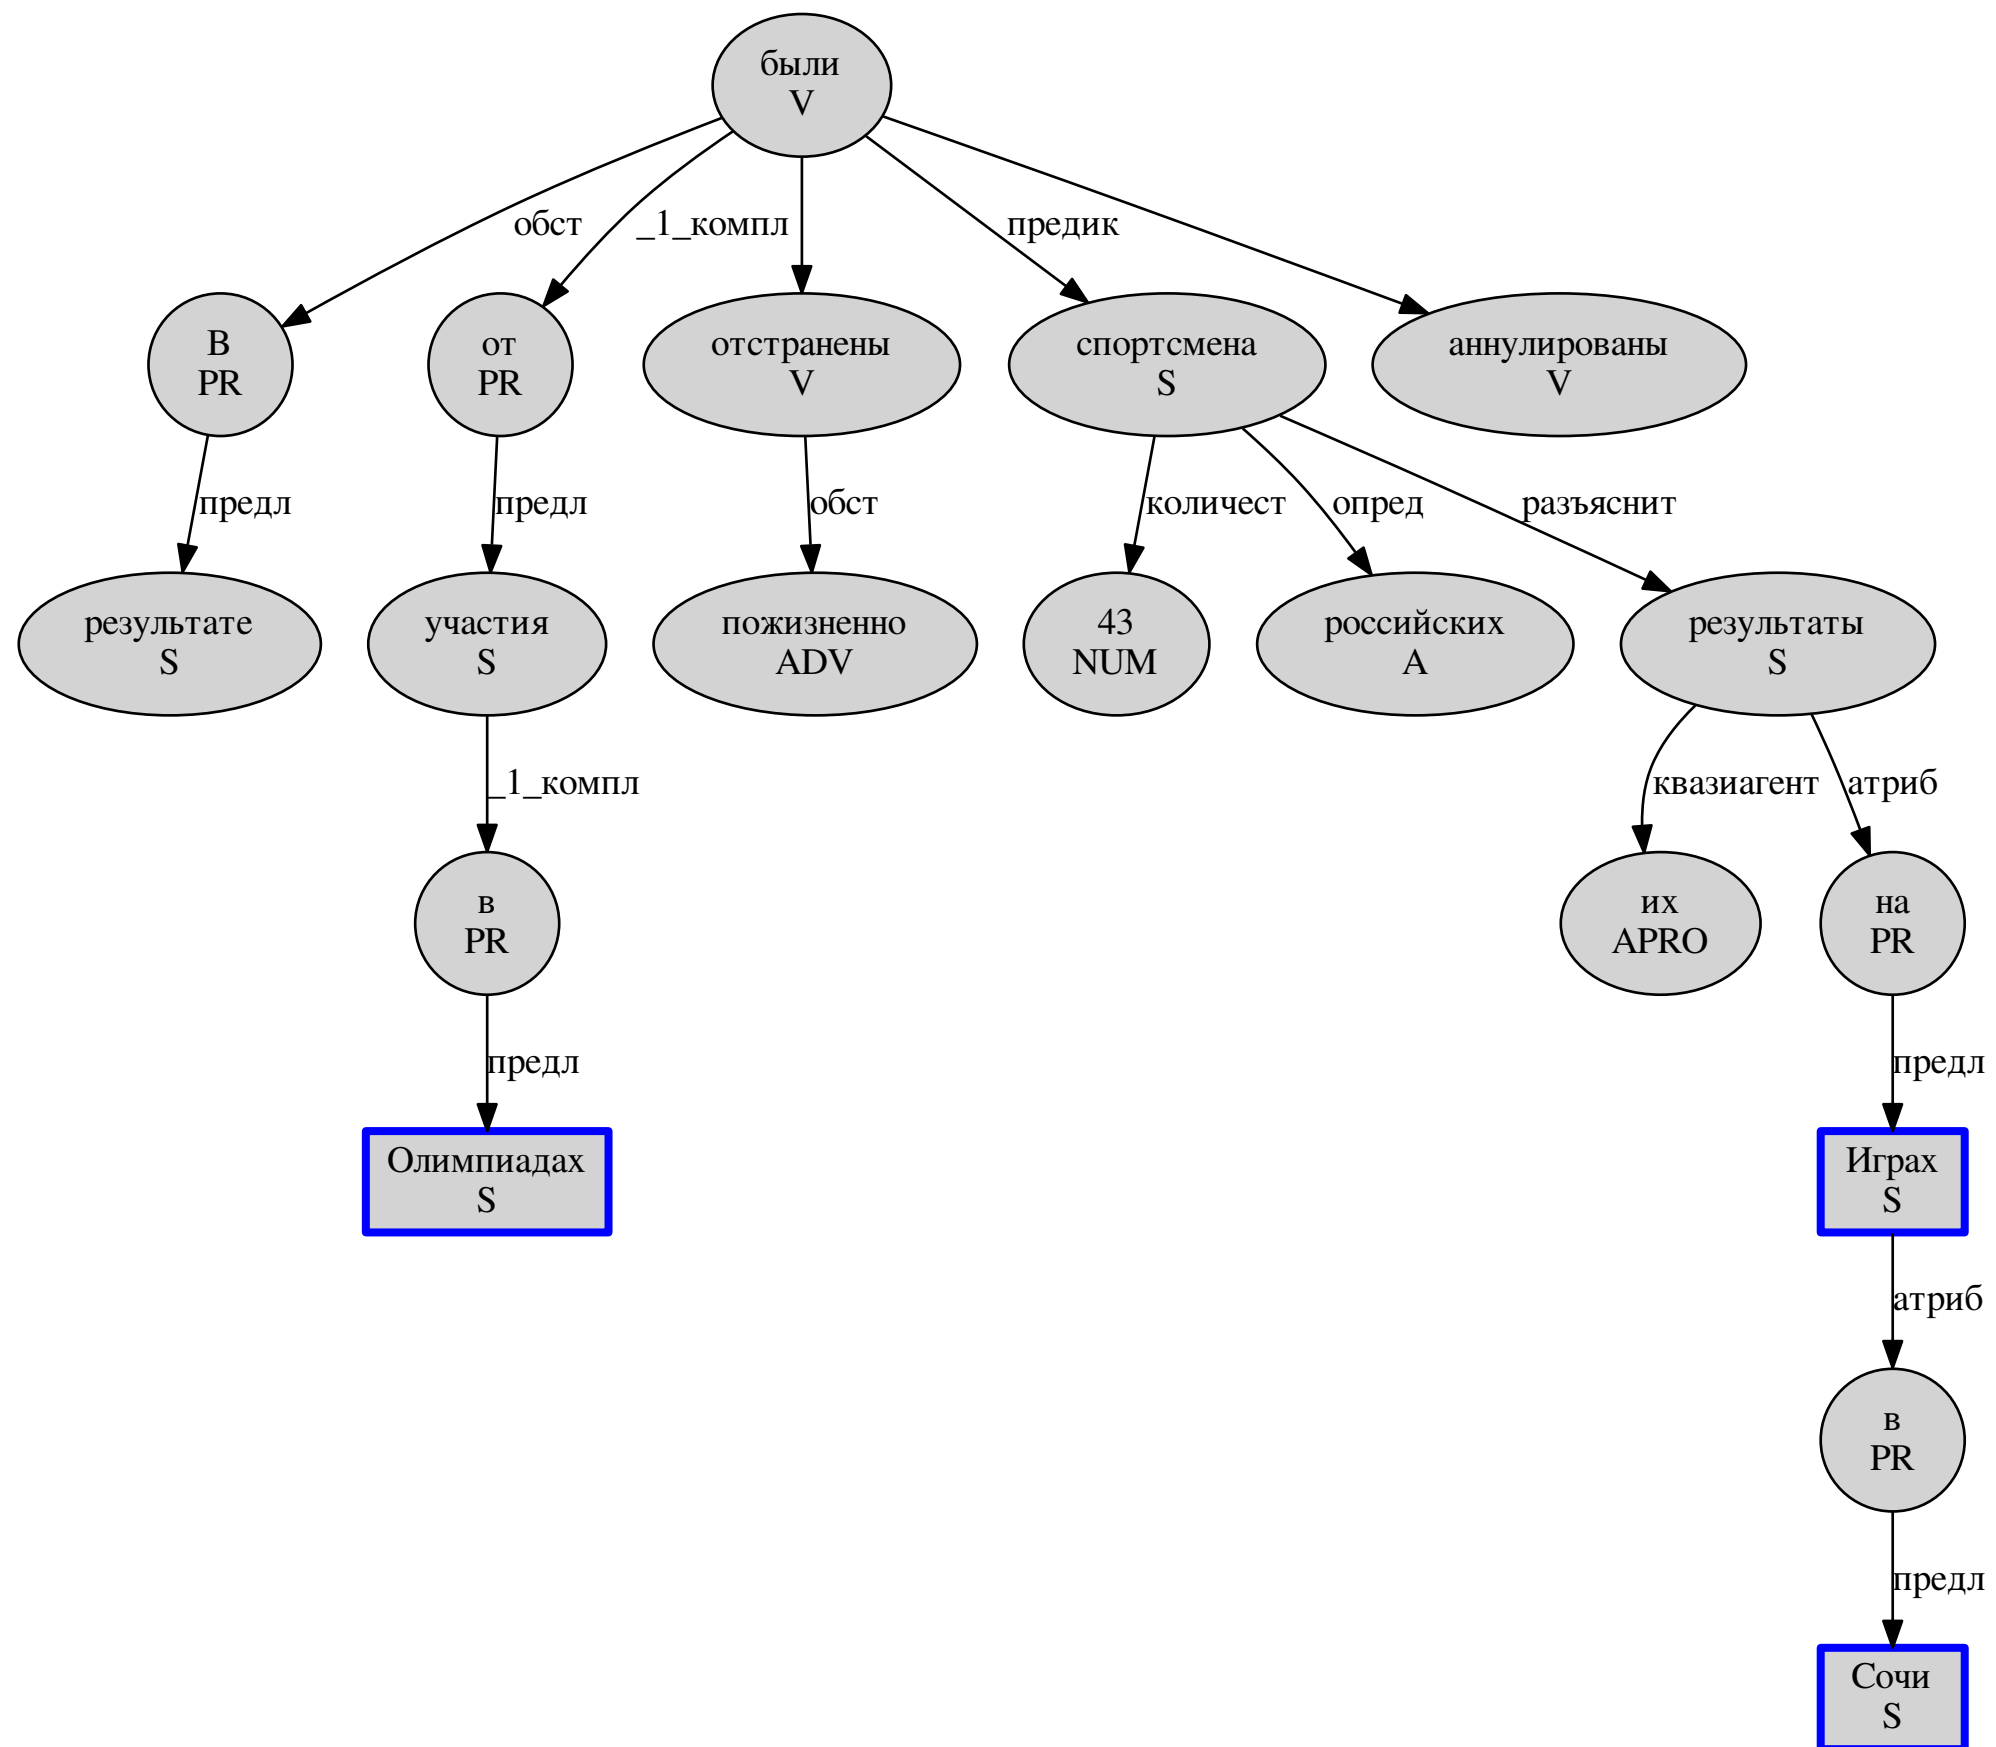 были
V
обст
_1_компл
предик
В
PR
от
PR
отстранены
V
спортсмена
S
аннулированы
V
предл
предл
обст
количест
опред
разъяснит
результате
S
участия
S
пожизненно
ADV
43
NUM
российских
A
результаты
S
_1_компл
квазиагент
атриб
в
PR
их
APRO
на
PR
предл
предл
Олимпиадах
S
Играх
S
атриб
в
PR
предл
Сочи
S